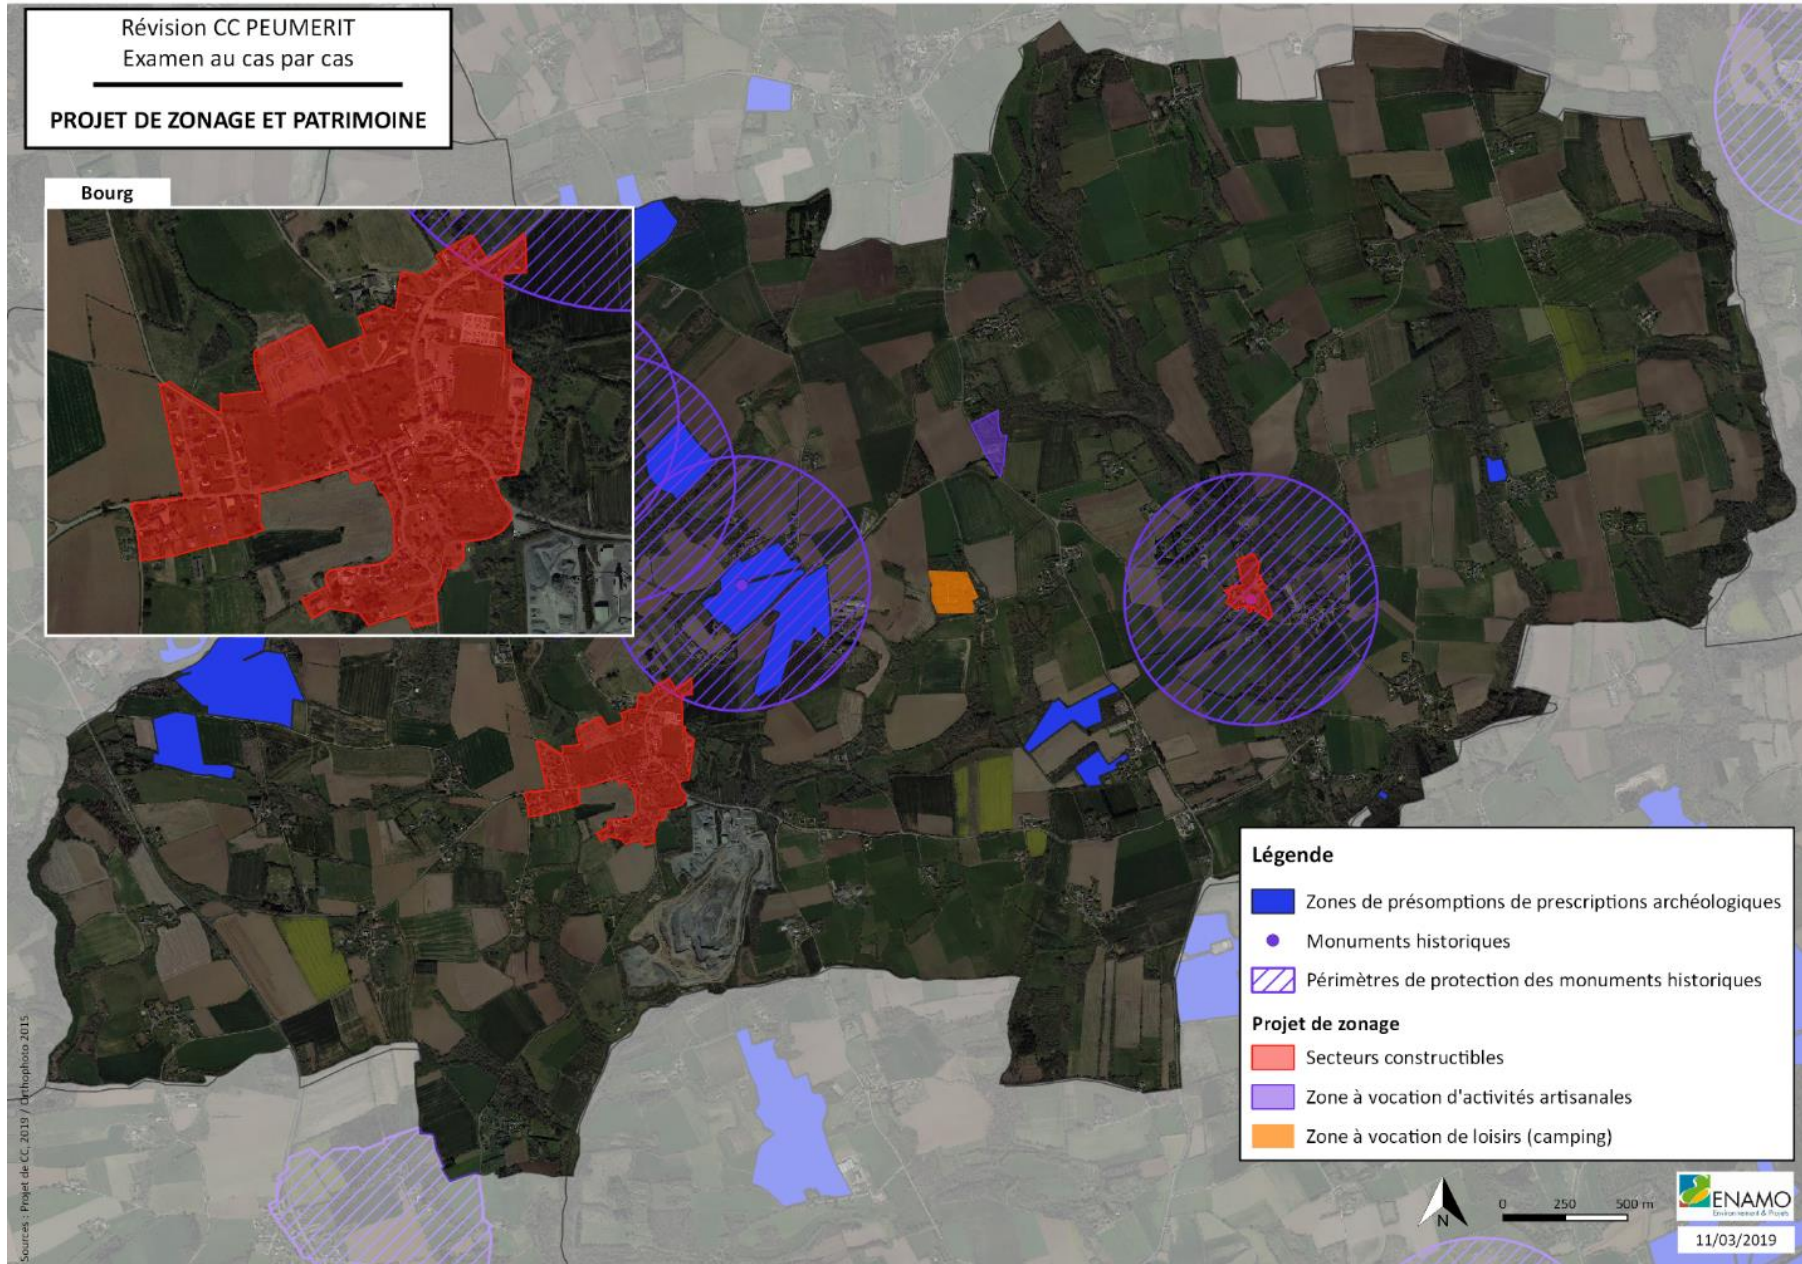 Révision CC PEUMERIT
Examen au cas par cas
PROJET DE ZONAGE ET PATRIMOINE
Bourg
Légende
Zones de présomptions de prescriptions archéologiques
Monuments historiques
Périmètres de protection des monuments historiques
Projet de zonage
Secteurs constructibles
Zone à vocation d'activités artisanales
Zone à vocation de loisirs (camping)
N
0 250 500 m
ENAMO
Environnement & Projets
11/03/2019
Sources : Projet de CC, 2019 / Orthophoto 2015